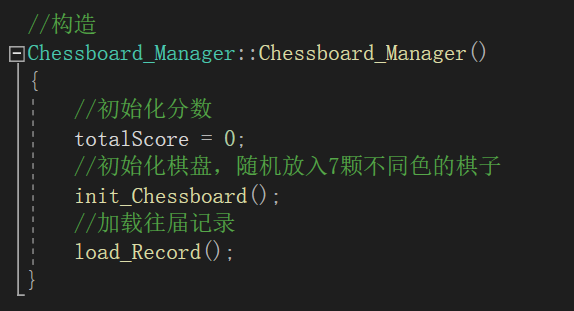 //构造
Chessboard_Manager::Chessboard_Manager()
{
//初始化分数
totalScore = 0;
//初始化棋盘，随机放入7颗不同色的棋子
init_Chessboard();
//加载往届记录
load_Record();
}